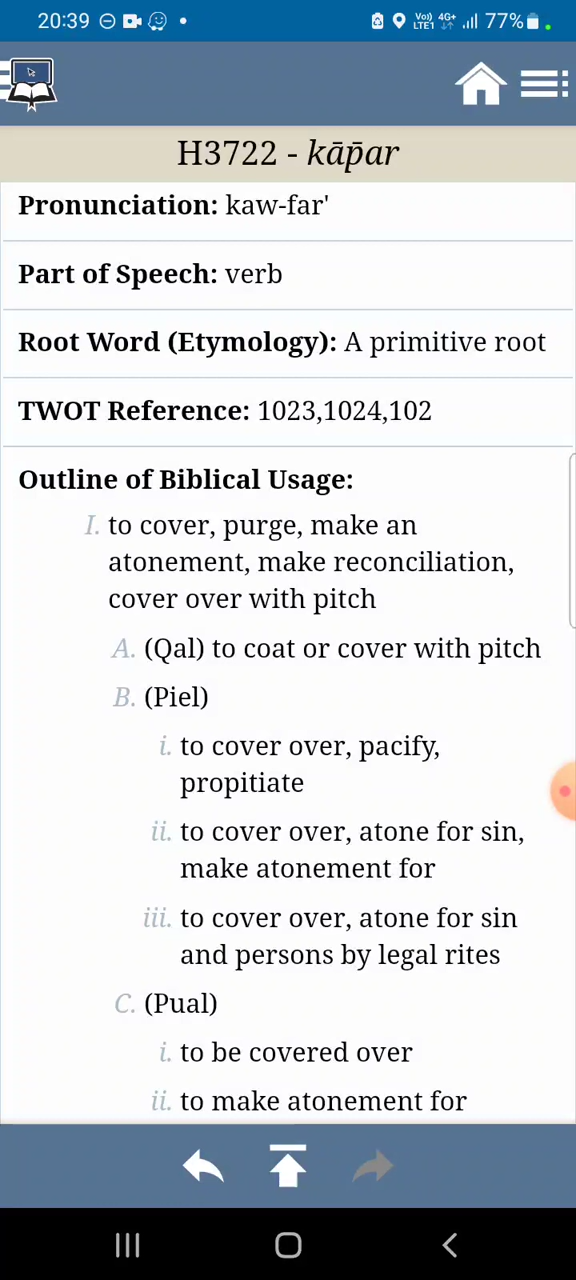 20:39
Vo)) 4G+ 77%
LTE1
H3722 - kāp̄ar
Pronunciation: kaw-far'
Part of Speech: verb
Root Word (Etymology): A primitive root
TWOT Reference: 1023,1024,102
Outline of Biblical Usage:
I. to cover, purge, make an
atonement, make reconciliation,
cover over with pitch
A. (Qal) to coat or cover with pitch
B. (Piel)
i. to cover over, pacify,
propitiate
ii. to cover over, atone for sin,
make atonement for
iii. to cover over, atone for sin
and persons by legal rites
C. (Pual)
i. to be covered over
ii. to make atonement for